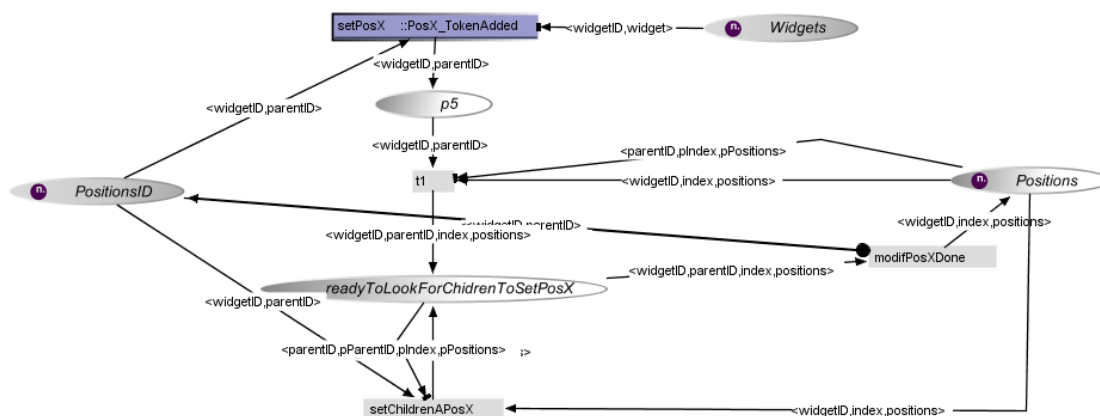 setPosX ::PosX_TokenAdded
<widgetID,widget>
n. Widgets
<widgetID,parentID>
<widgetID,parentID>
p5
<widgetID,parentID>
<parentID,pIndex,pPositions>
t1
<widgetID,index,positions>
n. PositionsID
n. Positions
<widgetID,parentID>
<widgetID,index,positions>
<widgetID,parentID,index,positions>
modifPosXDone
<widgetID,parentID,index,positions>
readyToLookForChidrenToSetPosX
<widgetID,parentID>
<parentID,pParentID,pIndex,pPositions>
setChildrenAPosX
<widgetID,index,positions>